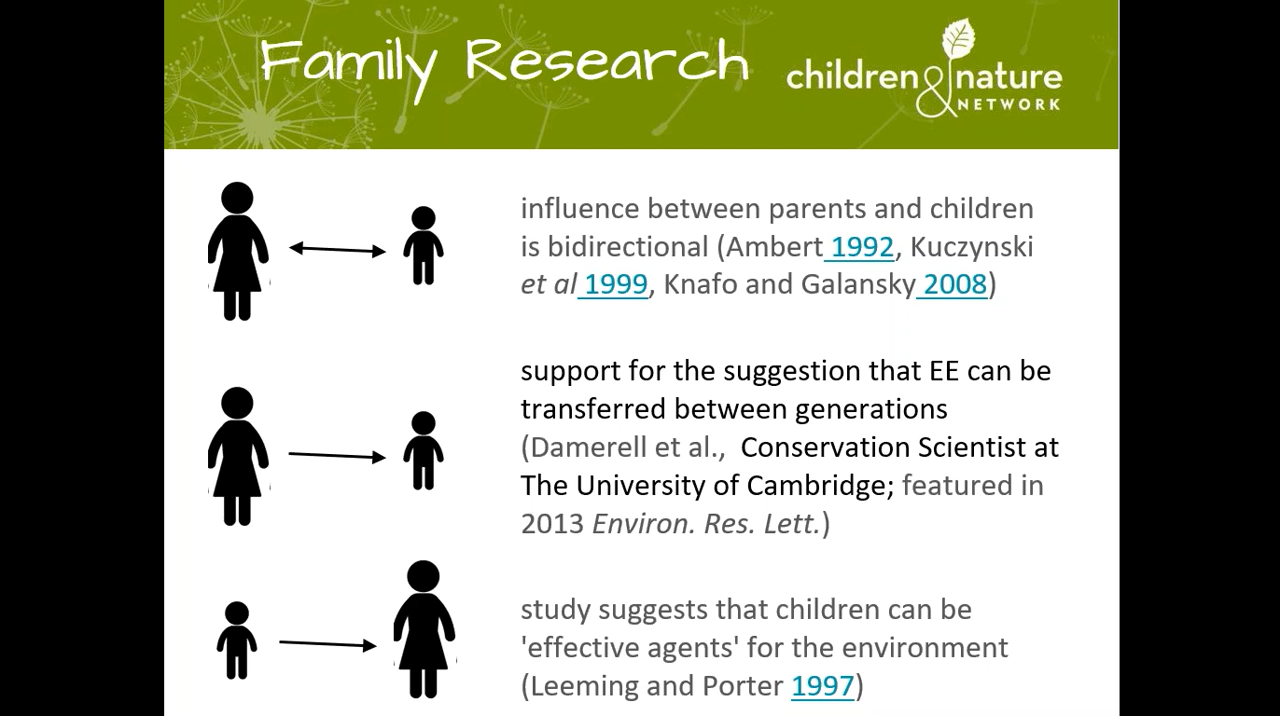 Family Research
children & nature
NETWORK
influence between parents and children
is bidirectional (Ambert 1992, Kuczynski
et al 1999, Knafo and Galansky 2008)
support for the suggestion that EE can be
transferred between generations
(Damerell et al.,  Conservation Scientist at
The University of Cambridge; featured in
2013 Environ. Res. Lett.)
study suggests that children can be
'effective agents' for the environment
(Leeming and Porter 1997)